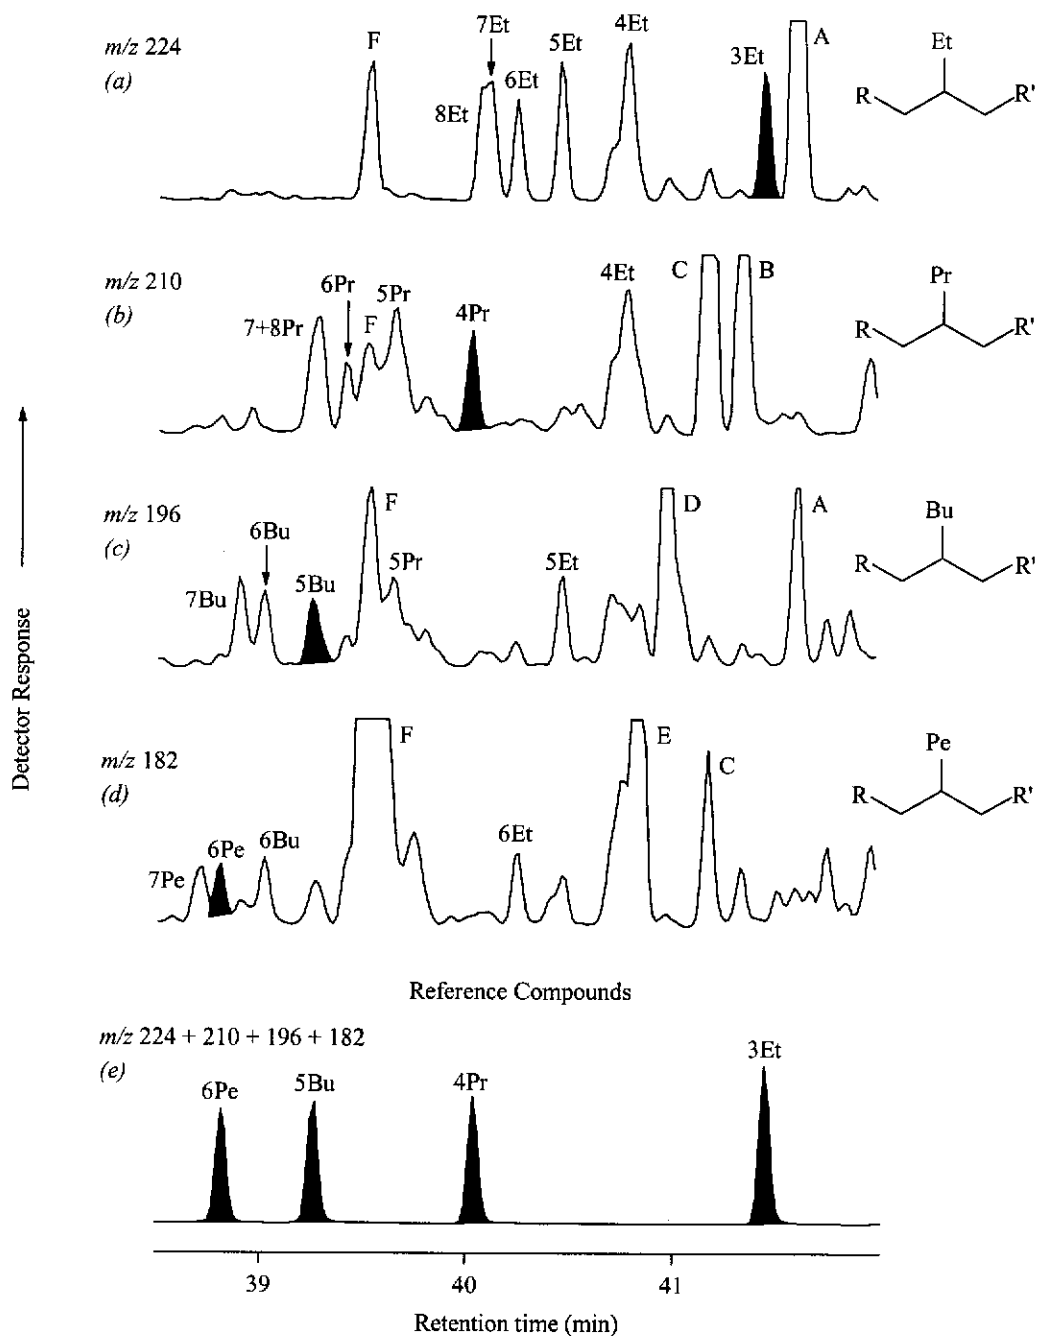 m/z 224
(a)
F
7Et
8Et
6Et
5Et
4Et
3Et
A
Et
R
R'
m/z 210
(b)
7+8Pr
6Pr
F
5Pr
4Pr
4Et
C
B
Pr
R
R'
m/z 196
(c)
7Bu
6Bu
5Bu
F
5Pr
5Et
D
A
Bu
R
R'
m/z 182
(d)
7Pe
6Pe
6Bu
F
6Et
E
C
Pe
R
R'
Detector Response
Reference Compounds
m/z 224 + 210 + 196 + 182
(e)
6Pe
5Bu
4Pr
3Et
39
40
41
Retention time (min)